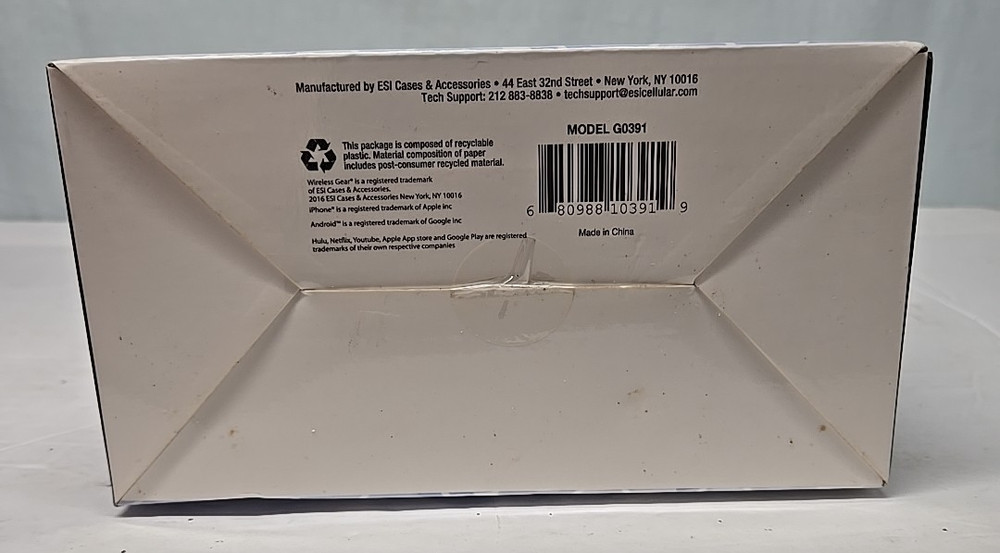 Manufactured by ESI Cases & Accessories • 44 East 32nd Street • New York, NY 10016
Tech Support: 212 883-8838 • techsupport@esicellular.com
MODEL G0391
This package is composed of recyclable
plastic. Material composition of paper
includes post-consumer recycled material.
Wireless Gear® is a registered trademark
of ESI Cases & Accessories.
2016 ESI Cases & Accessories New York, NY 10016
iPhone® is a registered trademark of Apple Inc
Android™ is a registered trademark of Google Inc
Hulu, Netflix, Youtube, Apple App store and Google Play are registered
trademarks of their own respective companies
6 80988 10391 9
Made in China